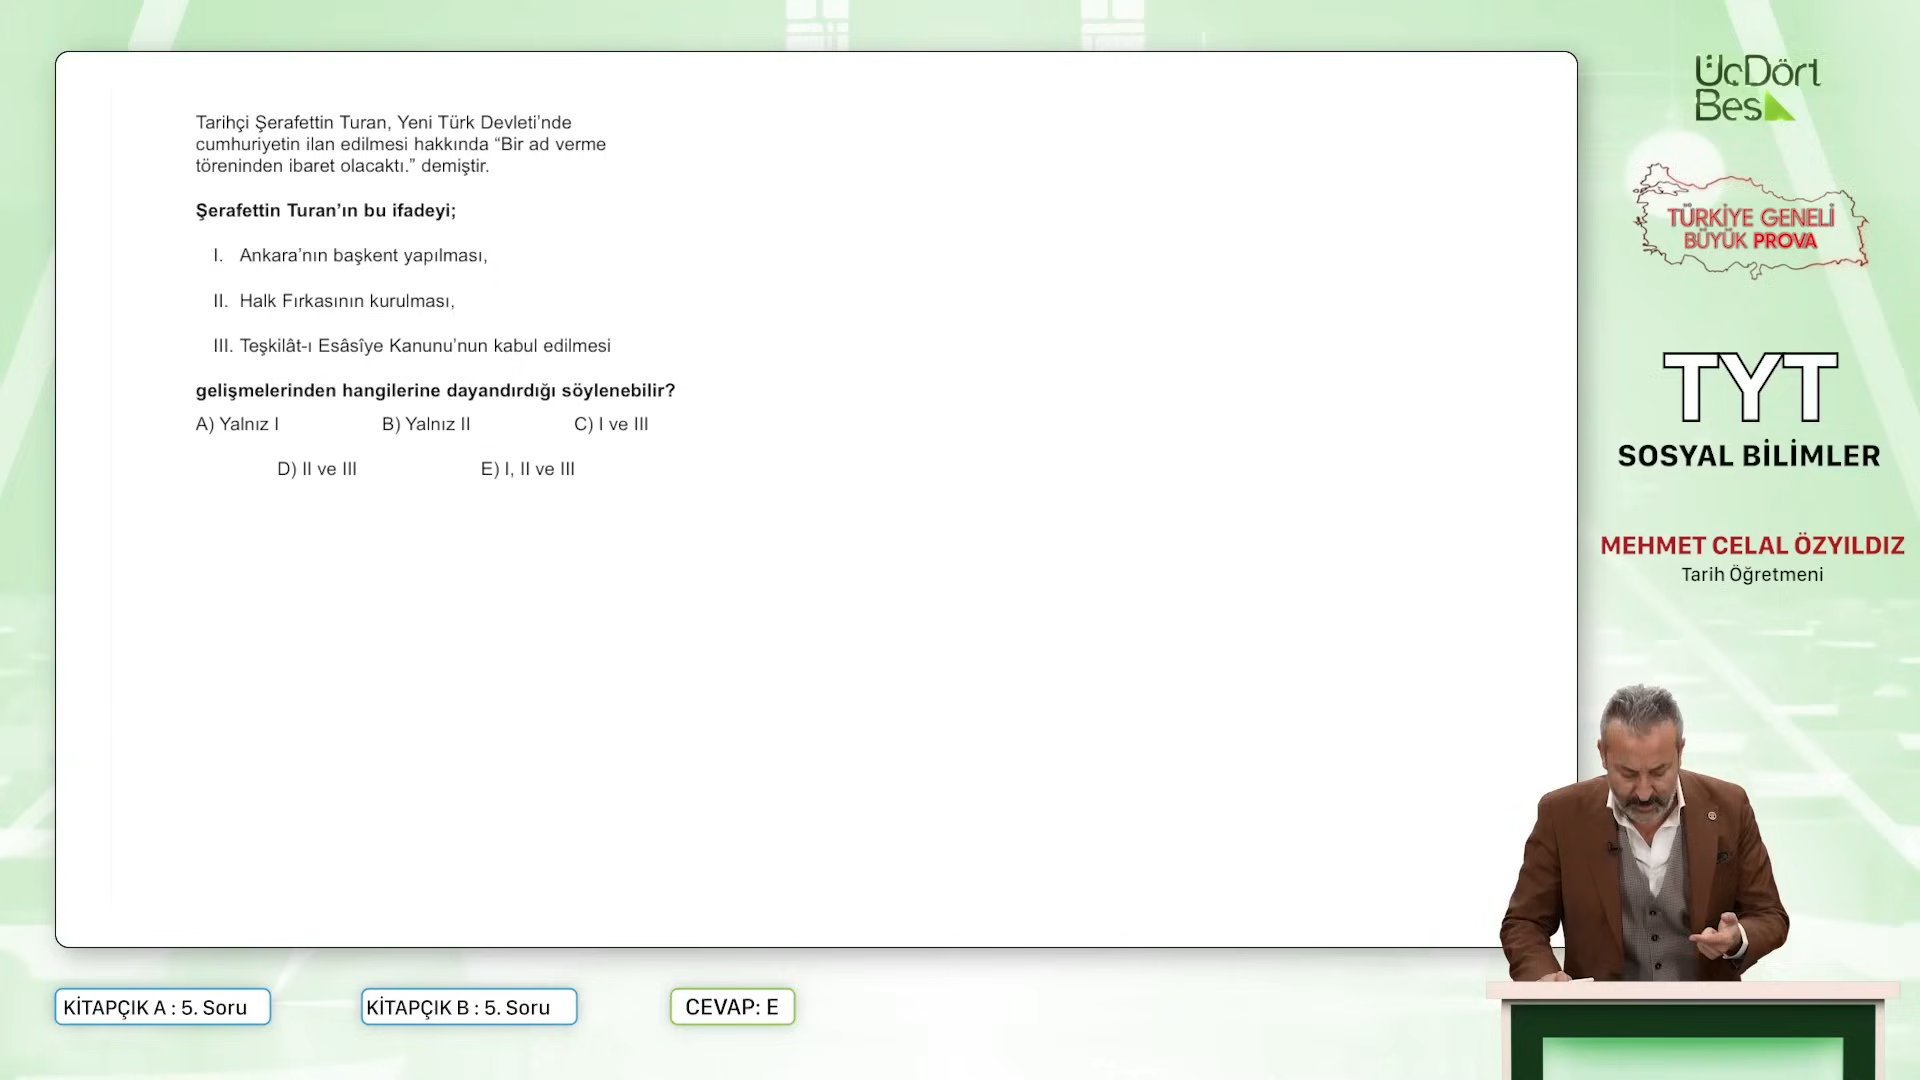 Tarihçi Şerafettin Turan, Yeni Türk Devleti’nde
cumhuriyetin ilan edilmesi hakkında “Bir ad verme
töreninden ibaret olacaktı.” demiştir.
Şerafettin Turan’ın bu ifadeyi;
I. Ankara’nın başkent yapılması,
II. Halk Fırkasının kurulması,
III. Teşkilât-ı Esâsîye Kanunu’nun kabul edilmesi
gelişmelerinden hangilerine dayandırdığı söylenebilir?
A) Yalnız I B) Yalnız II C) I ve III
D) II ve III E) I, II ve III
KİTAPÇIK A : 5. Soru
KİTAPÇIK B : 5. Soru
CEVAP: E
ÜçDört
Beş
TÜRKİYE GENELİ
BÜYÜK PROVA
TYT
SOSYAL BİLİMLER
MEHMET CELAL ÖZYILDIZ
Tarih Öğretmeni